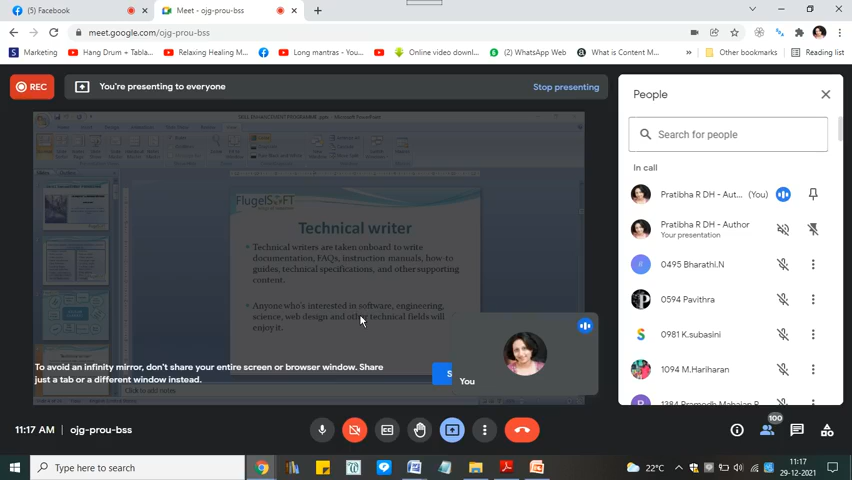 (5) Facebook
Meet - ojg-prou-bss
meet.google.com/ojg-prou-bss
Marketing
Hang Drum + Tabla...
Relaxing Healing M...
Long mantras - You...
Online video downl...
(2) WhatsApp Web
What is Content M...
Other bookmarks
Reading list
REC
You're presenting to everyone
Stop presenting
FlugelSOFT
Technical writer
• Technical writers are taken onboard to write
documentation, FAQs, instruction manuals, how-to
guides, technical specifications, and other supporting
content.
• Anyone who's interested in software, engineering,
science, web design and other technical fields will
enjoy it.
To avoid an infinity mirror, don't share your entire screen or browser window. Share
just a tab or a different window instead.
S
You
Click to add notes
People
Search for people
In call
Pratibha R DH - Aut... (You)
Pratibha R DH - Author
Your presentation
0495 Bharathi.N
0594 Pavithra
0981 K.subasini
1094 M.Hariharan
11:17 AM | ojg-prou-bss
100
Type here to search
22°C
11:17
29-12-2021